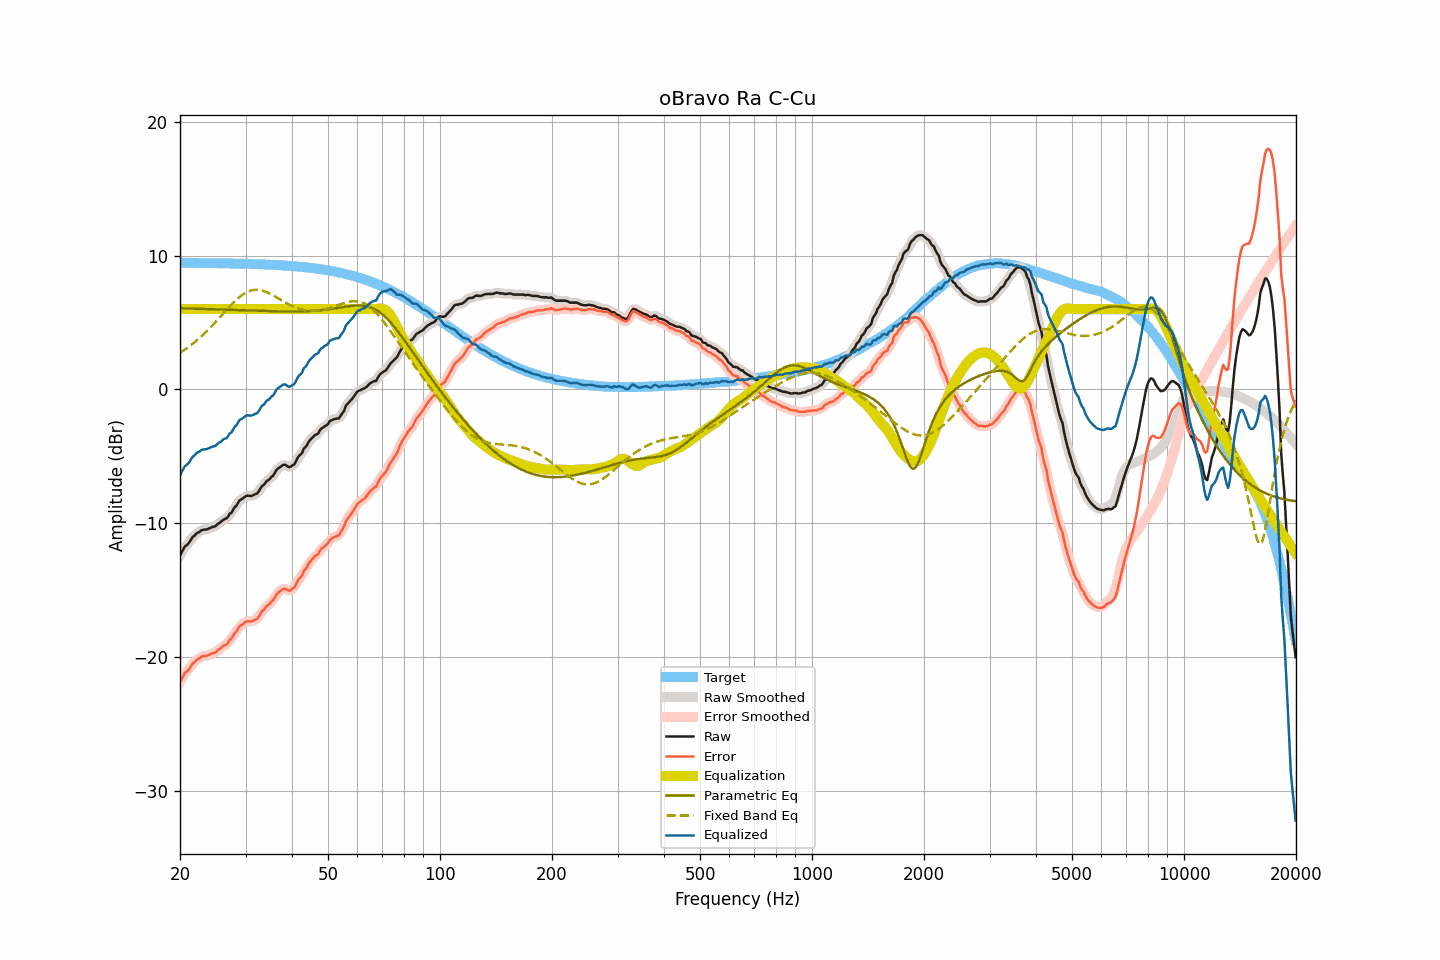 oBravo Ra C-Cu
20
10
0
−10
−20
−30
Amplitude (dBr)
Target
Raw Smoothed
Error Smoothed
Raw
Error
Equalization
Parametric Eq
Fixed Band Eq
Equalized
20 50 100 200 500 1000 2000 5000 10000 20000
Frequency (Hz)